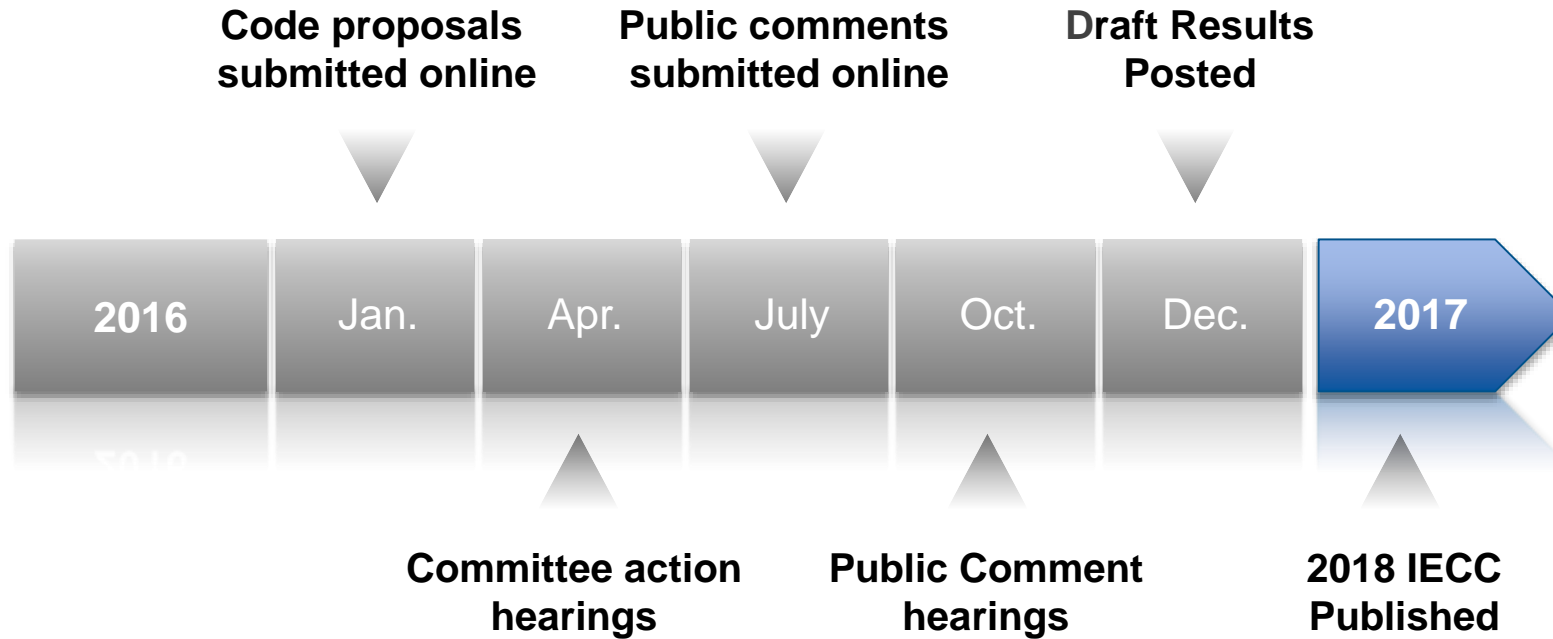 Code proposals
submitted online
Public comments
submitted online
Draft Results
Posted
2016
Jan.
Apr.
July
Oct.
Dec.
2017
Committee action
hearings
Public Comment
hearings
2018 IECC
Published